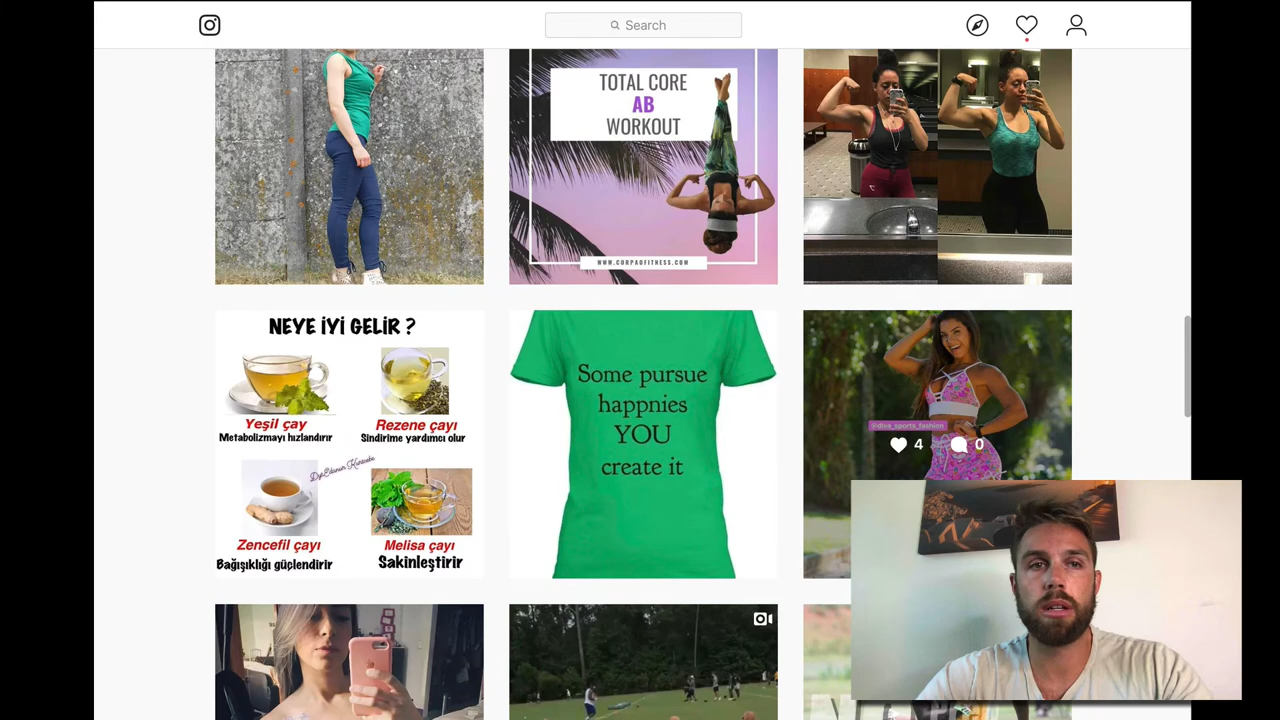 Search
TOTAL CORE
AB
WORKOUT
WWW.CORPAOFITNESS.COM
NEYE İYİ GELİR ?
Yeşil çay
Metabolizmayı hızlandırır
Rezene çayı
Sindirime yardımcı olur
Zencefil çayı
Bağışıklığı güçlendirir
Melisa çayı
Sakinleştirir
Some pursue
happnies
YOU
create it
@diva_sports_fashion
4
0